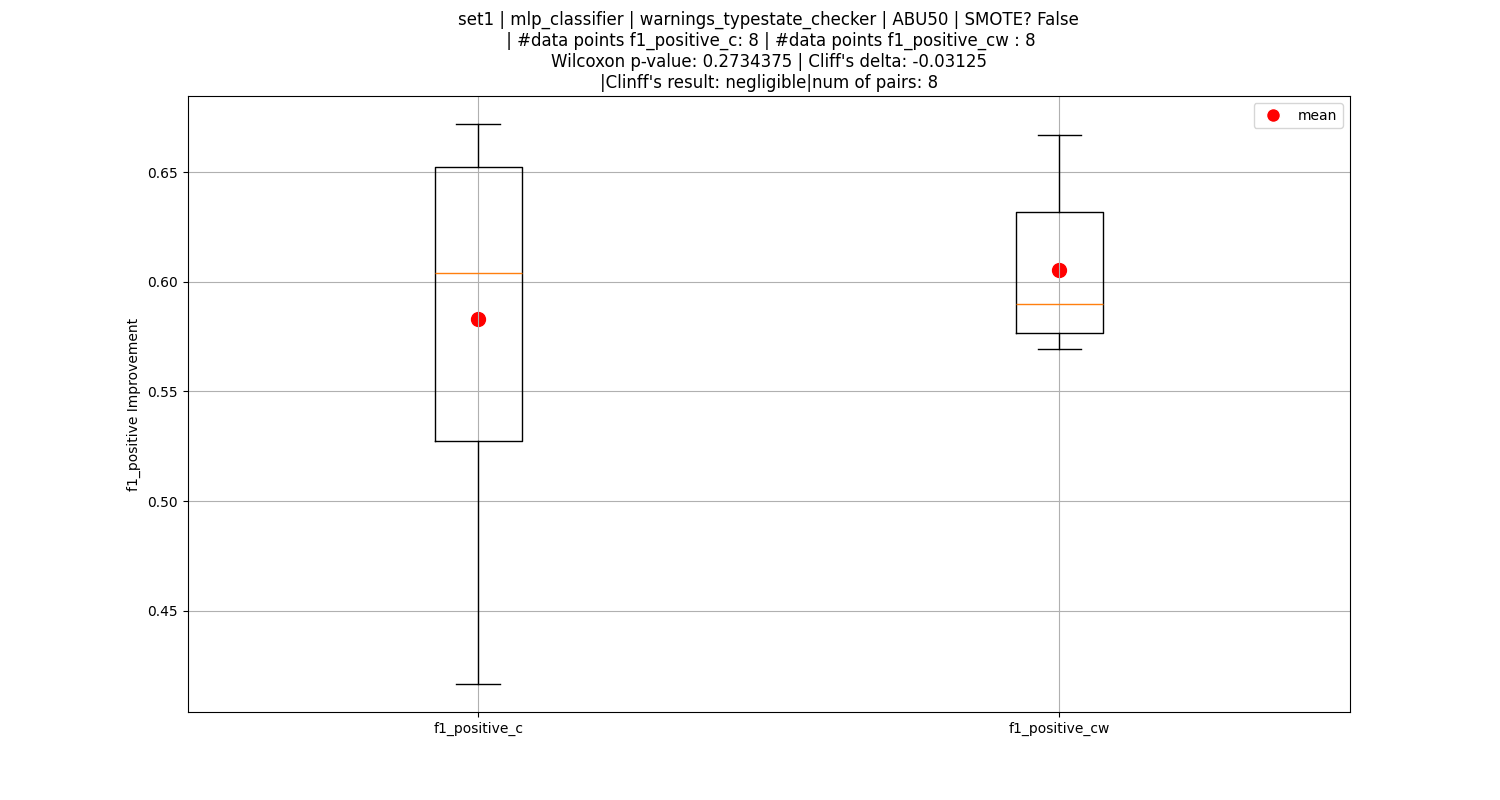 set1 | mlp_classifier | warnings_typestate_checker | ABU50 | SMOTE? False
| #data points f1_positive_c: 8 | #data points f1_positive_cw : 8
Wilcoxon p-value: 0.2734375 | Cliff's delta: -0.03125
|Clinff's result: negligible|num of pairs: 8
mean
f1_positive Improvement
0.65
0.60
0.55
0.50
0.45
f1_positive_c
f1_positive_cw